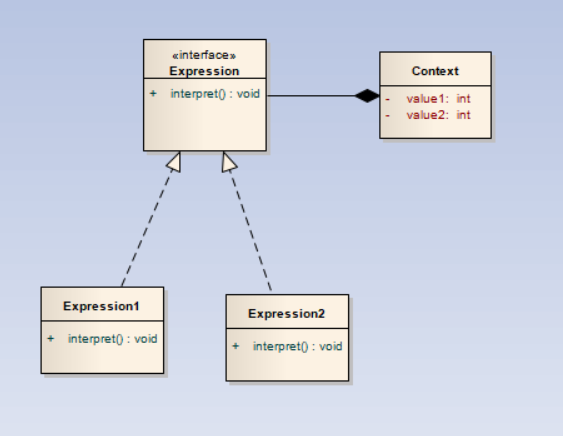 «interface»
Expression
+ interpret() : void
Context
- value1: int
- value2: int
Expression1
+ interpret() : void
Expression2
+ interpret() : void